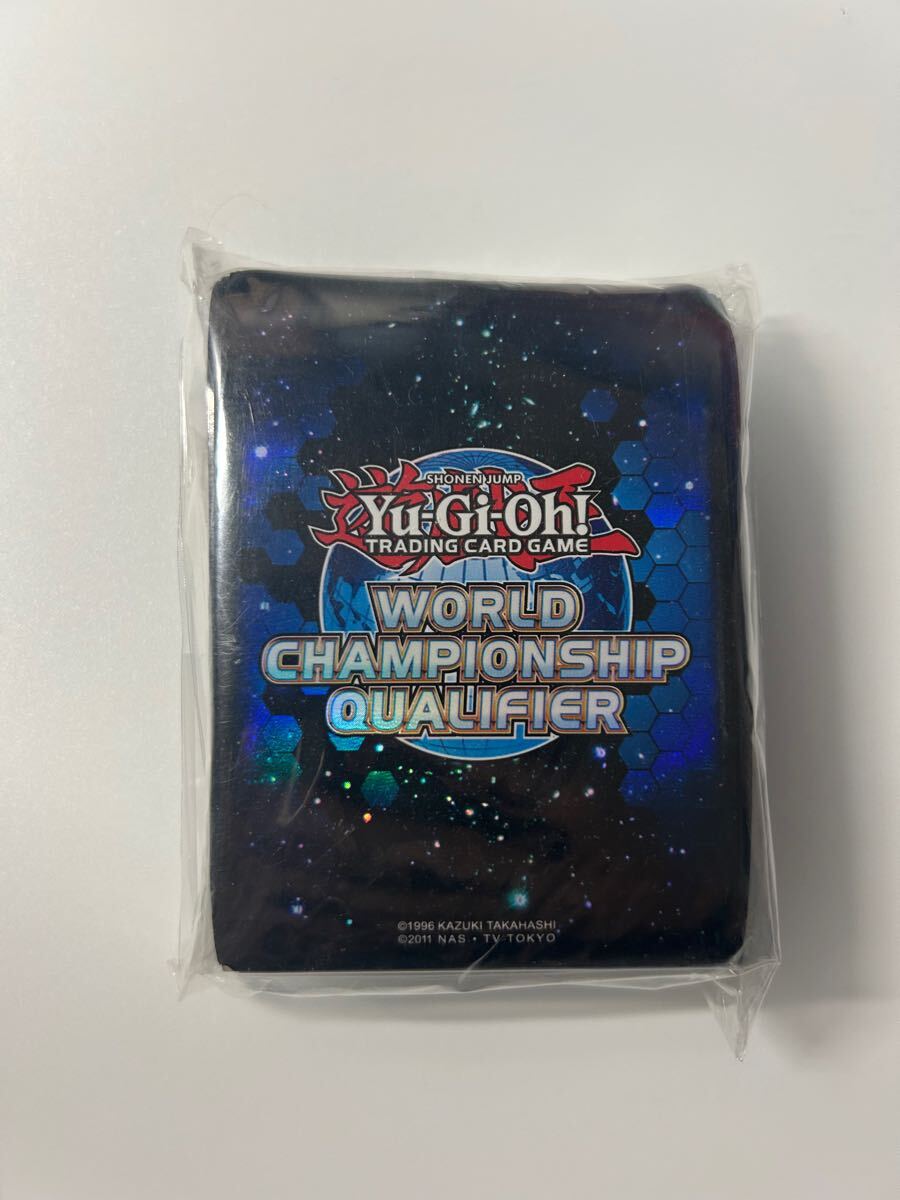 SHONEN JUMP
遊戯王
Yu-Gi-Oh!
TRADING CARD GAME
WORLD
CHAMPIONSHIP
QUALIFIER
©1996 KAZUKI TAKAHASHI
©2011 NAS • TV TOKYO